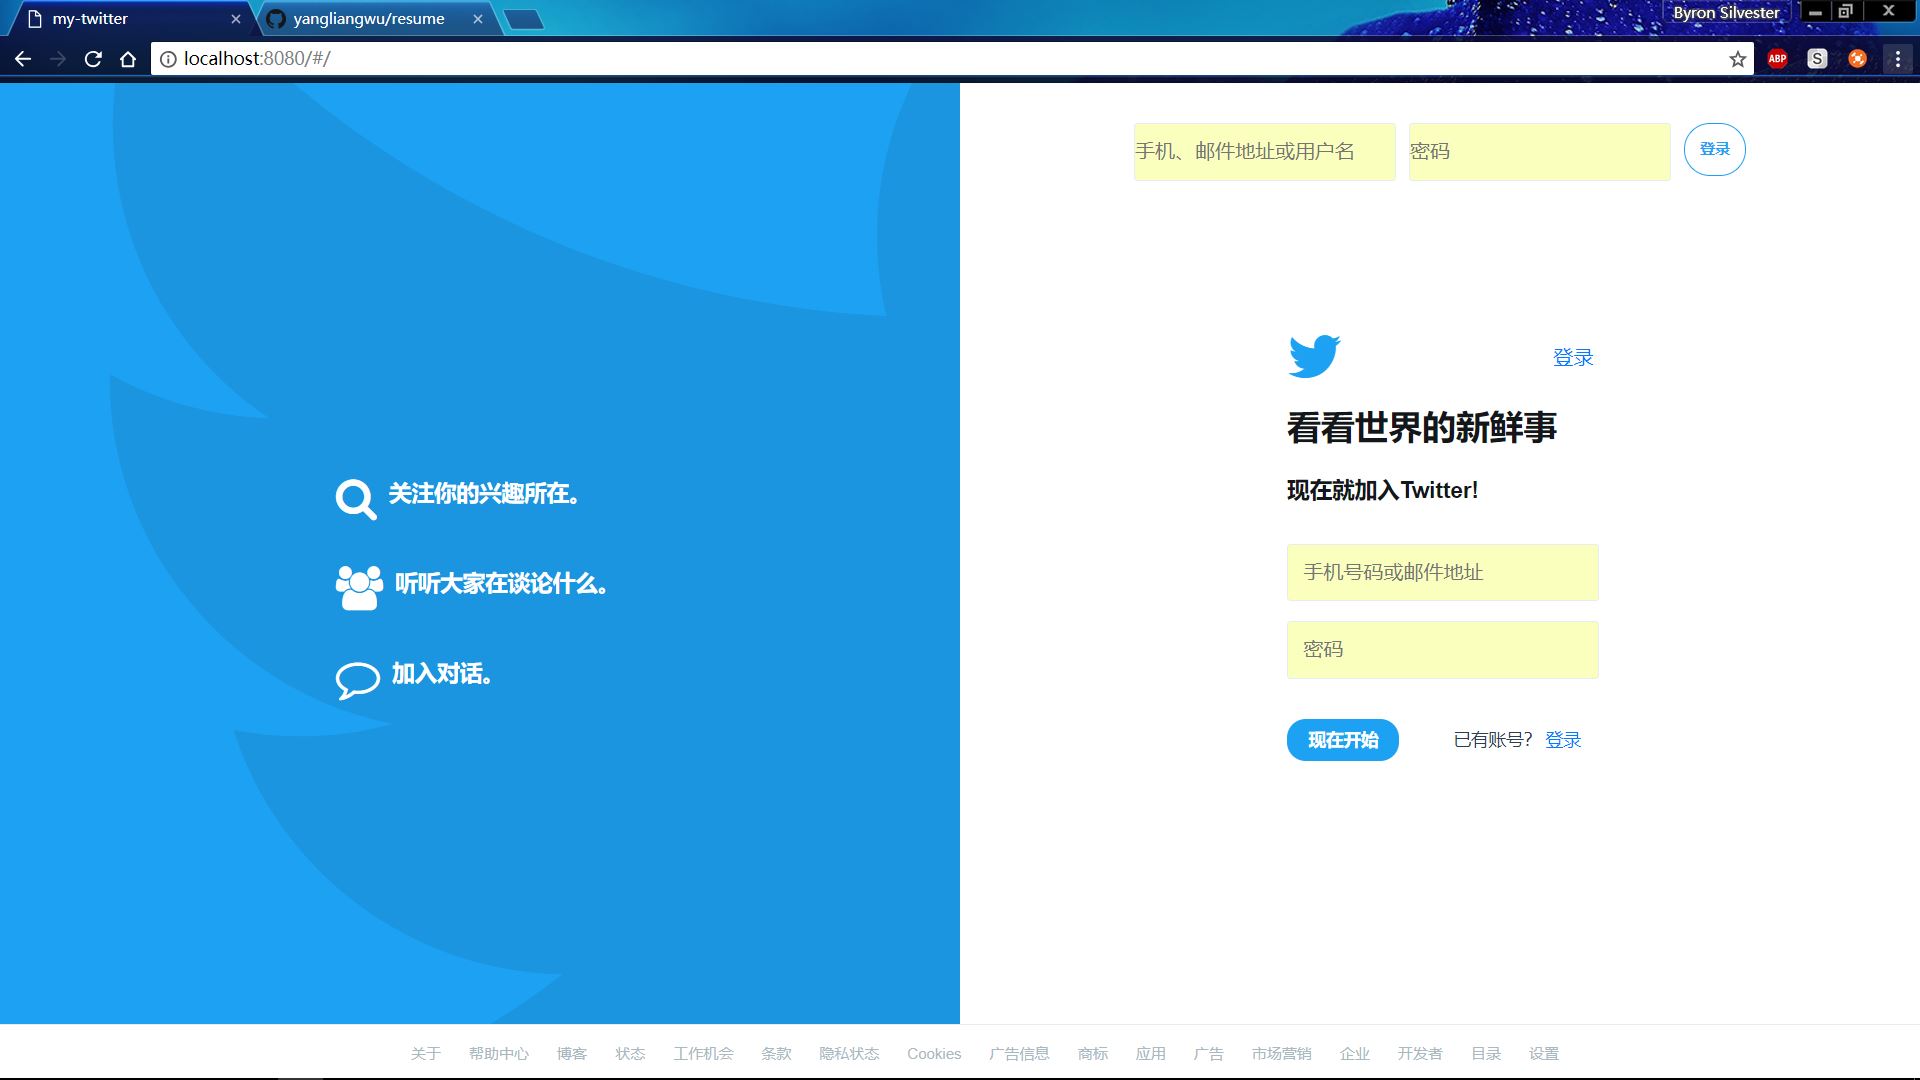 my-twitter
yangliangwu/resume
Byron Silvester
localhost:8080/#/
ABP
S
手机、邮件地址或用户名
密码
登录
登录
看看世界的新鲜事
现在就加入Twitter!
关注你的兴趣所在。
听听大家在谈论什么。
加入对话。
手机号码或邮件地址
密码
现在开始
已有账号? 登录
关于 帮助中心 博客 状态 工作机会 条款 隐私状态 Cookies 广告信息 商标 应用 广告 市场营销 企业 开发者 目录 设置